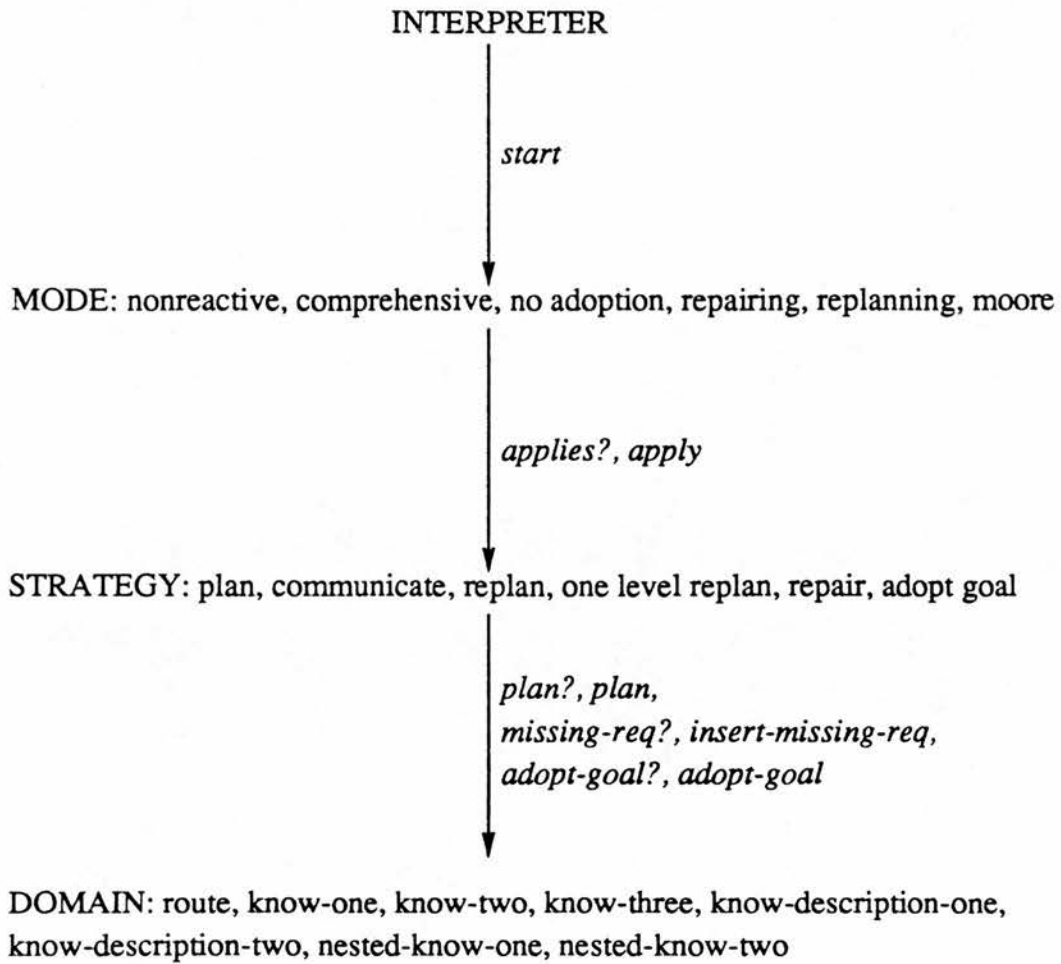 INTERPRETER
start
MODE: nonreactive, comprehensive, no adoption, repairing, replanning, moore
applies?, apply
STRATEGY: plan, communicate, replan, one level replan, repair, adopt goal
plan?, plan,
missing-req?, insert-missing-req,
adopt-goal?, adopt-goal
DOMAIN: route, know-one, know-two, know-three, know-description-one,
know-description-two, nested-know-one, nested-know-two